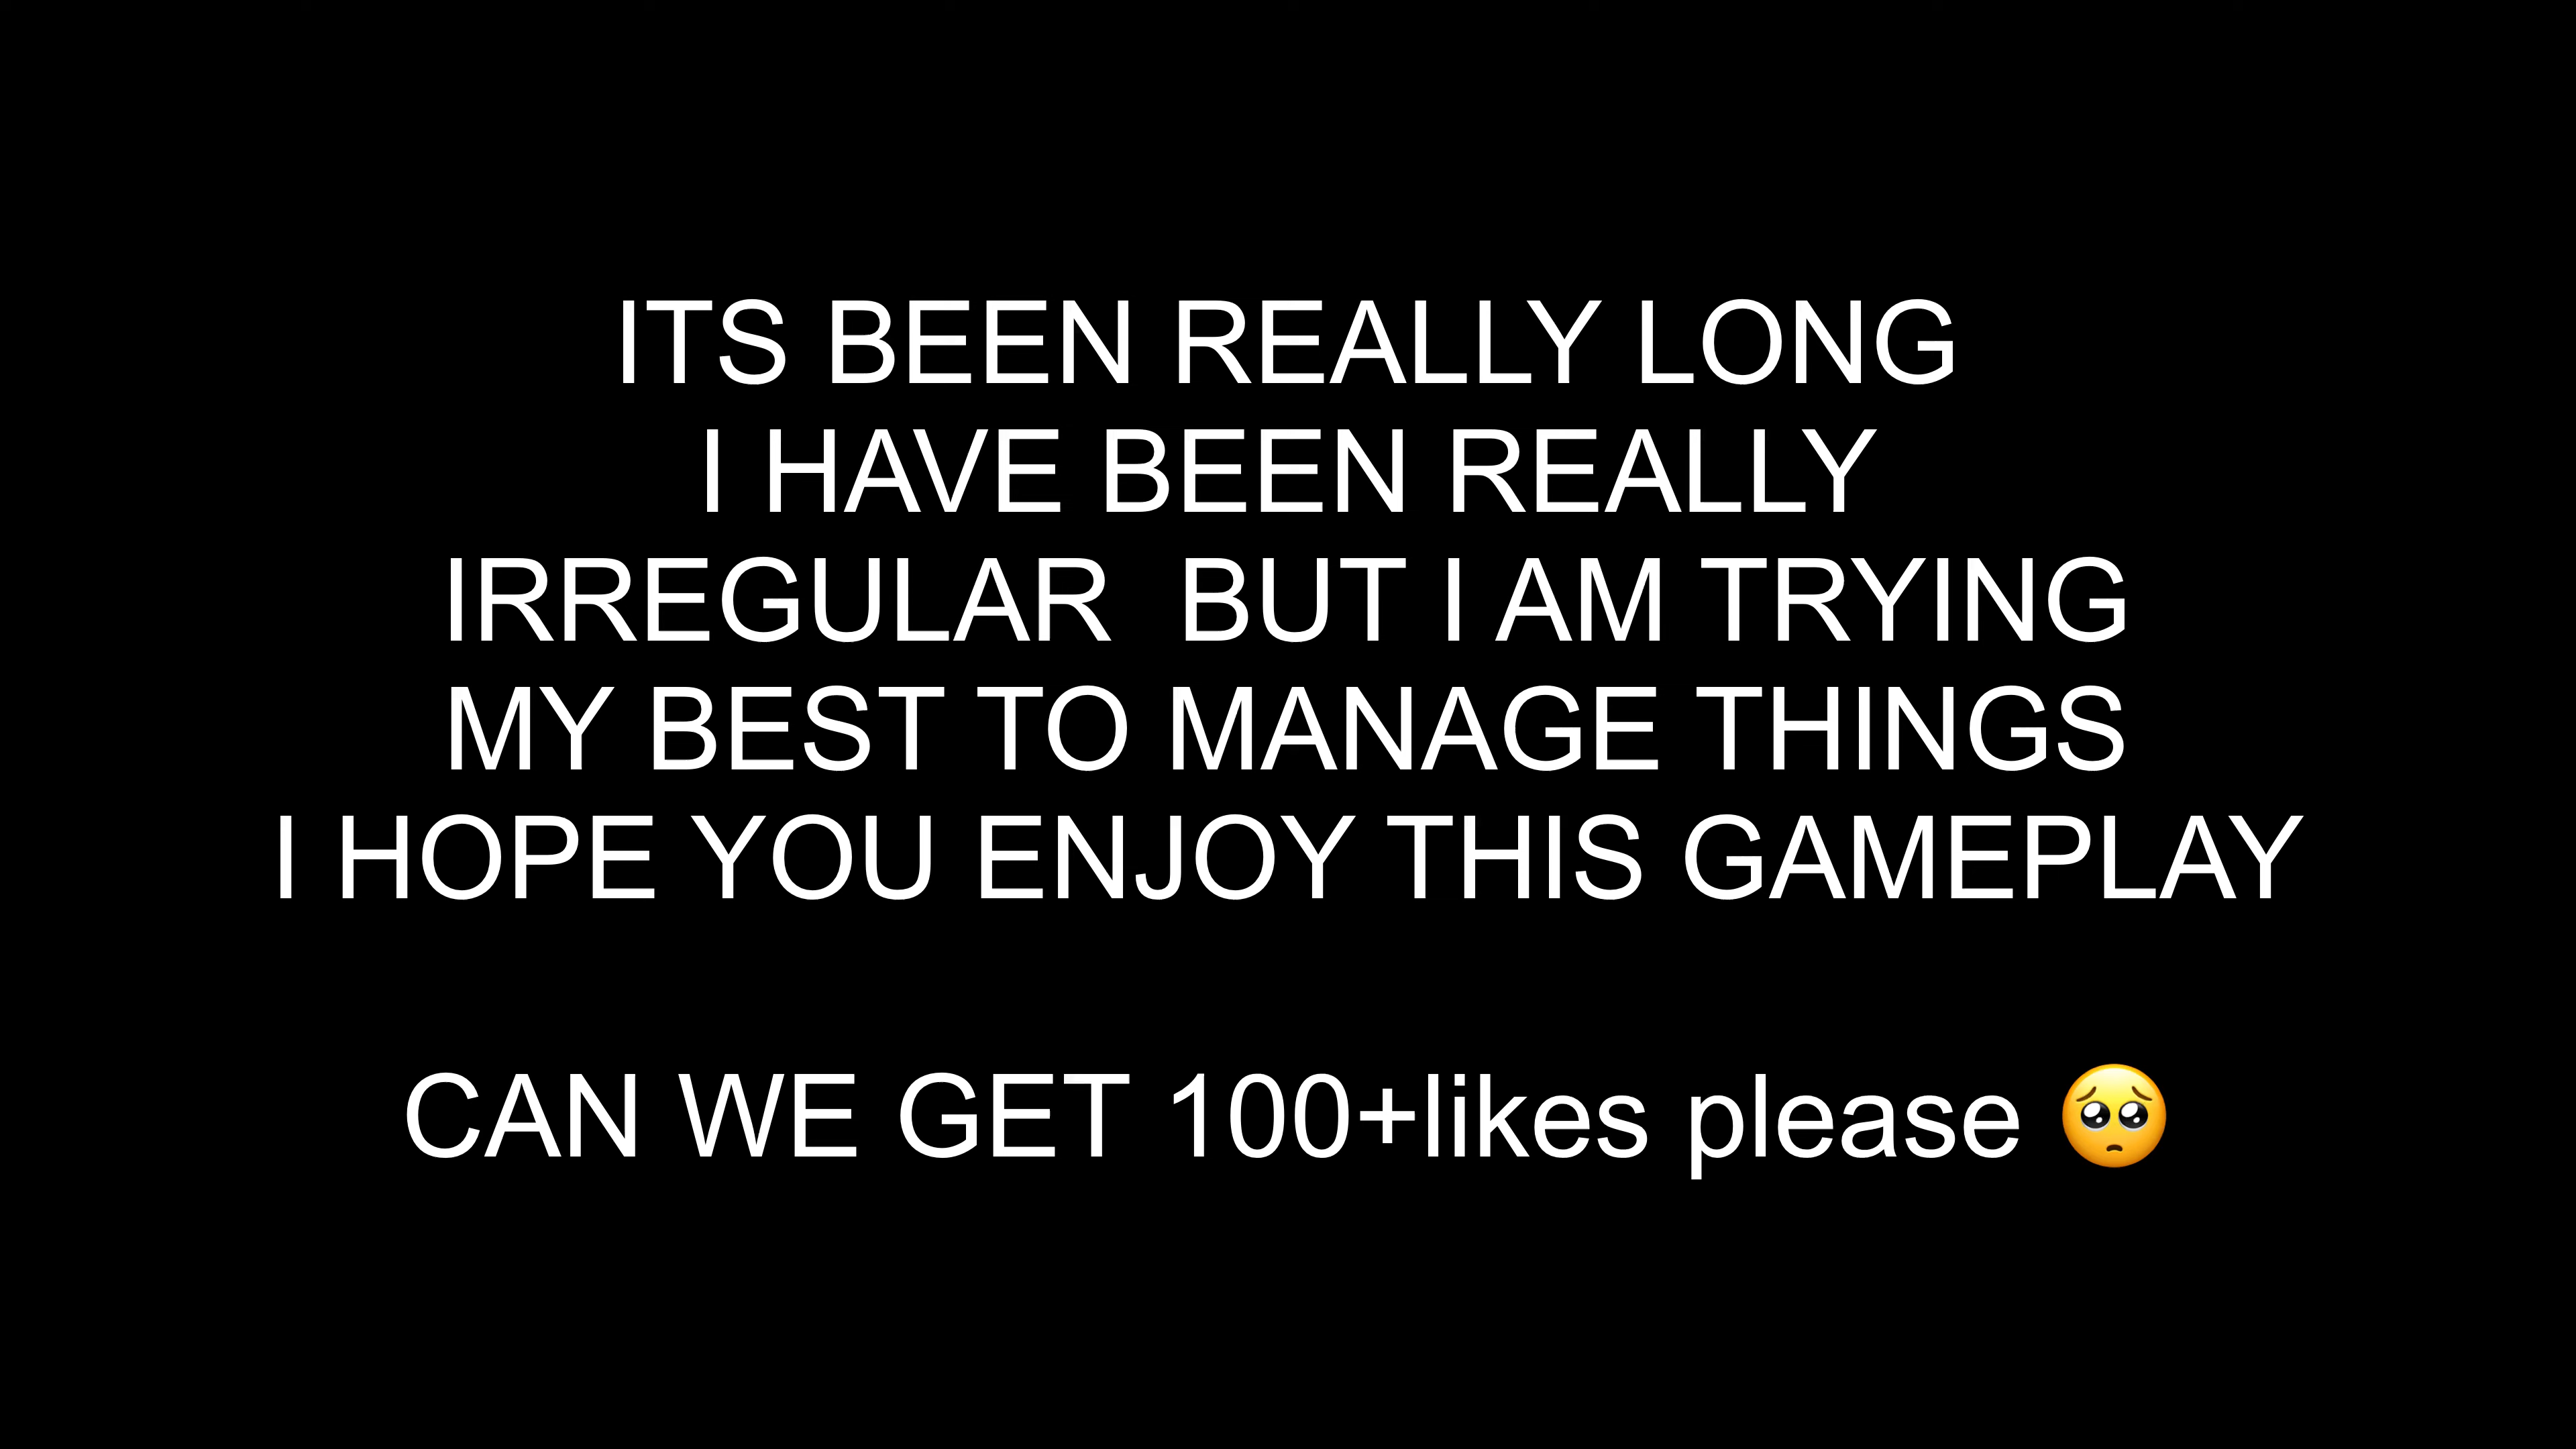 ITS BEEN REALLY LONG
I HAVE BEEN REALLY
IRREGULAR  BUT I AM TRYING
MY BEST TO MANAGE THINGS
I HOPE YOU ENJOY THIS GAMEPLAY
CAN WE GET 100+likes please 🥺